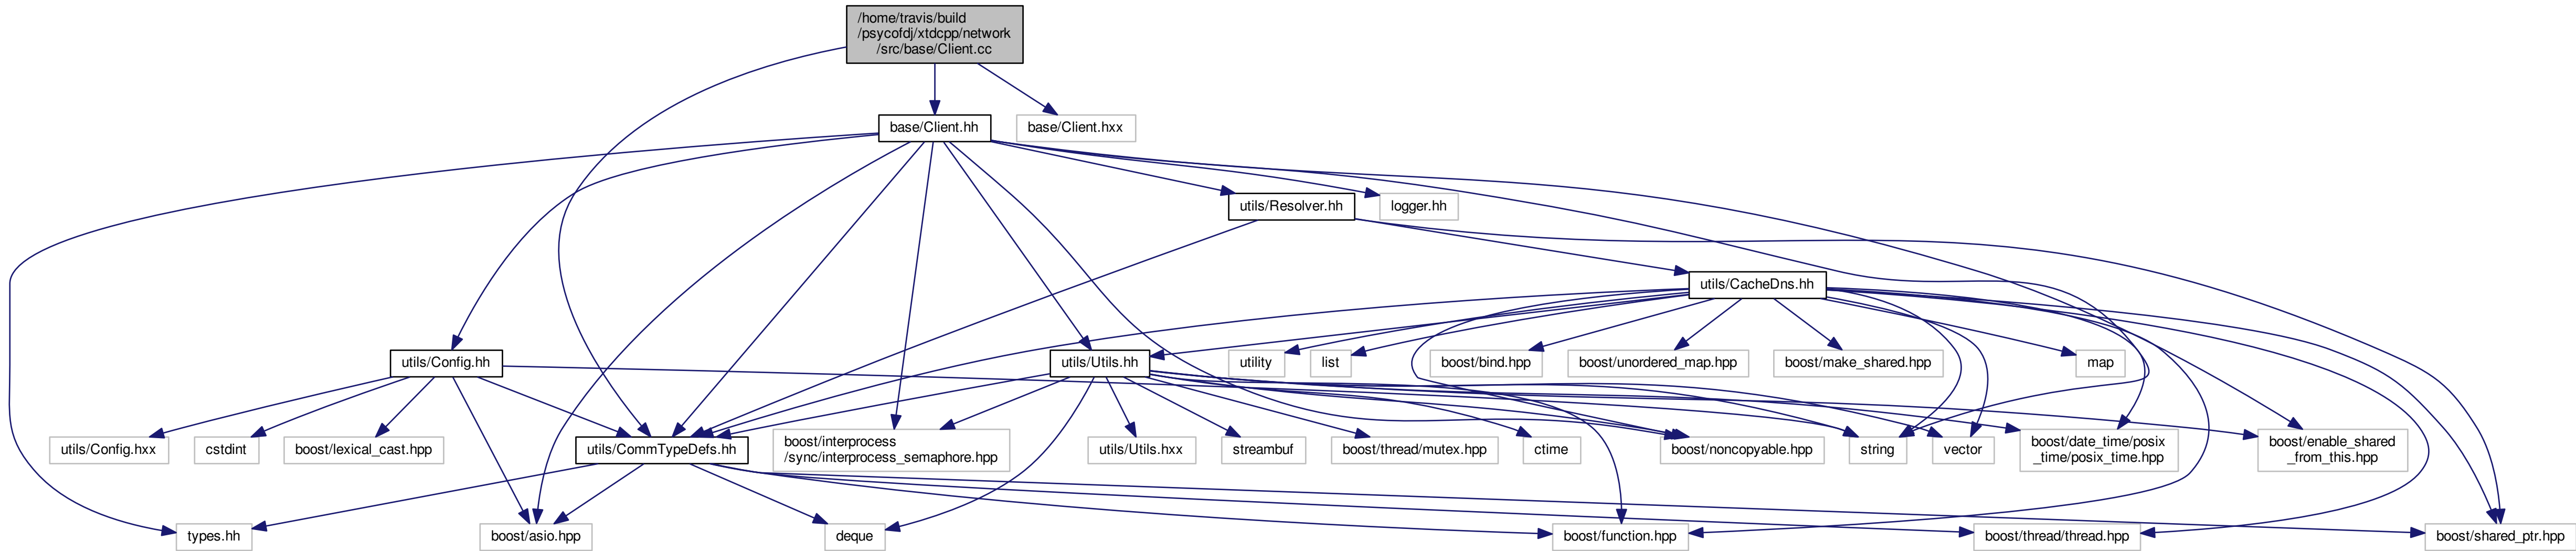 /home/travis/build
/psycofdj/xtdcpp/network
/src/base/Client.cc
base/Client.hh
base/Client.hxx
utils/Resolver.hh
logger.hh
utils/CacheDns.hh
utils/Config.hh
utils/Utils.hh
utility
list
boost/bind.hpp
boost/unordered_map.hpp
boost/make_shared.hpp
map
utils/Config.hxx
cstdint
boost/lexical_cast.hpp
utils/CommTypeDefs.hh
boost/interprocess
/sync/interprocess_semaphore.hpp
utils/Utils.hxx
streambuf
boost/thread/mutex.hpp
ctime
boost/noncopyable.hpp
string
vector
boost/date_time/posix
_time/posix_time.hpp
boost/enable_shared
_from_this.hpp
types.hh
boost/asio.hpp
deque
boost/function.hpp
boost/thread/thread.hpp
boost/shared_ptr.hpp